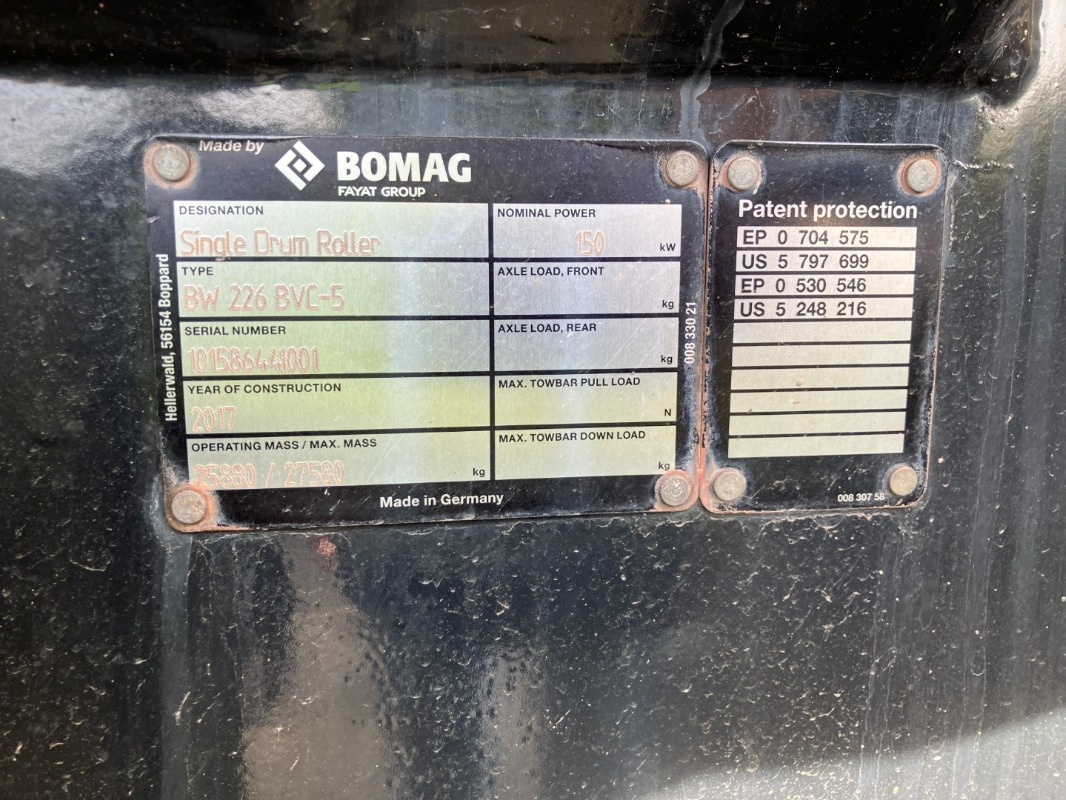 Made by
BOMAG
FAYAT GROUP
Hellerwald, 56154 Boppard
DESIGNATION
Single Drum Roller
NOMINAL POWER
150 kW
TYPE
BW 226 BVC-5
AXLE LOAD, FRONT
kg
SERIAL NUMBER
101586441001
AXLE LOAD, REAR
kg
YEAR OF CONSTRUCTION
2017
MAX. TOWBAR PULL LOAD
N
OPERATING MASS / MAX. MASS
25880 / 27580 kg
MAX. TOWBAR DOWN LOAD
kg
Made in Germany
008 330 21
Patent protection
EP 0 704 575
US 5 797 699
EP 0 530 546
US 5 248 216
008 307 58